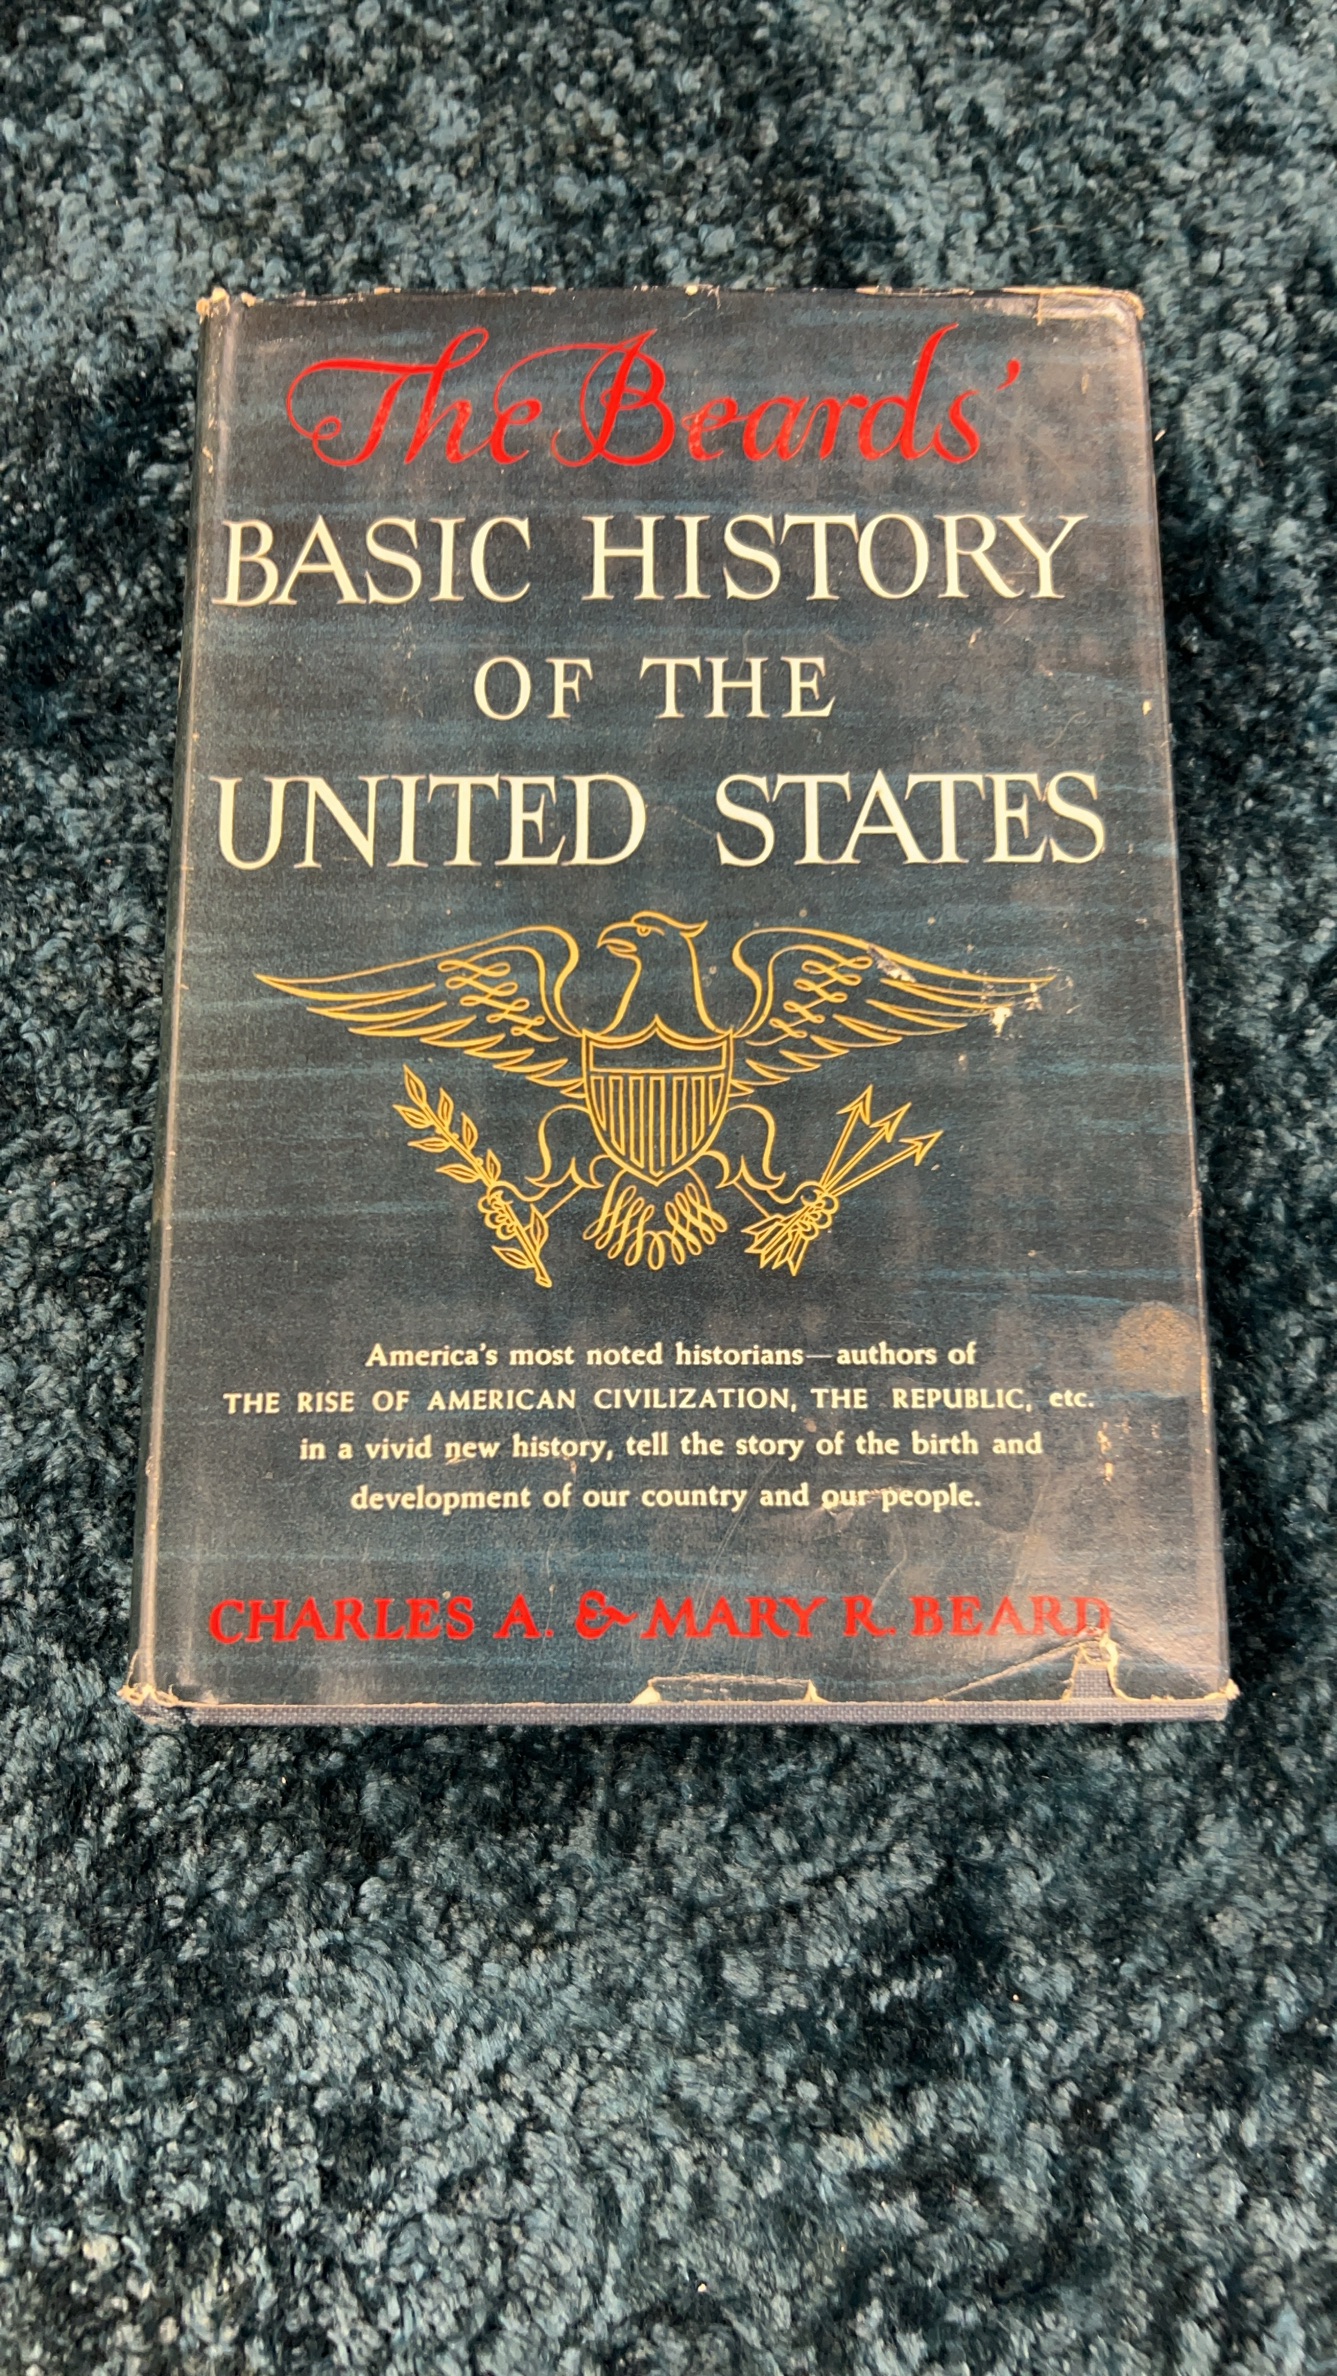 The Beards'
BASIC HISTORY
OF THE
UNITED STATES
America's most noted historians—authors of
THE RISE OF AMERICAN CIVILIZATION, THE REPUBLIC, etc.
in a vivid new history, tell the story of the birth and
development of our country and our people.
CHARLES A. & MARY R. BEARD